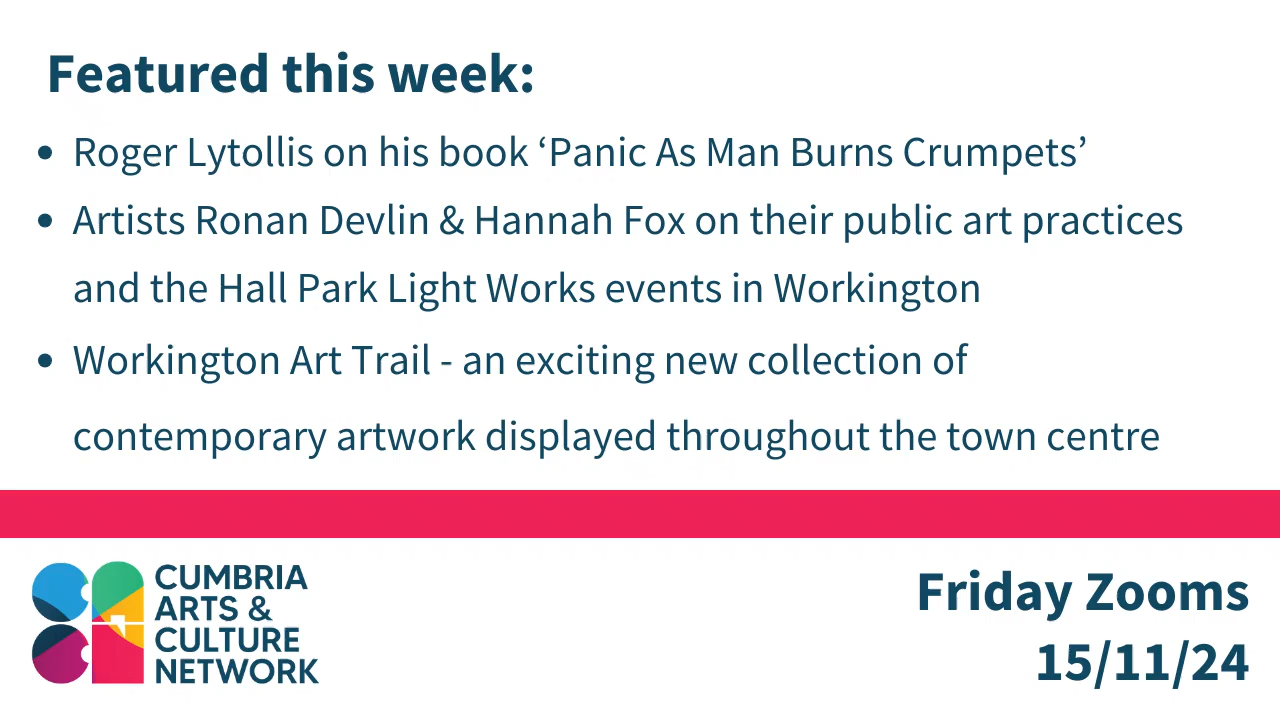 Featured this week:
• Roger Lytollis on his book ‘Panic As Man Burns Crumpets’
• Artists Ronan Devlin & Hannah Fox on their public art practices
and the Hall Park Light Works events in Workington
• Workington Art Trail - an exciting new collection of
contemporary artwork displayed throughout the town centre
CUMBRIA
ARTS &
CULTURE
NETWORK
Friday Zooms
15/11/24